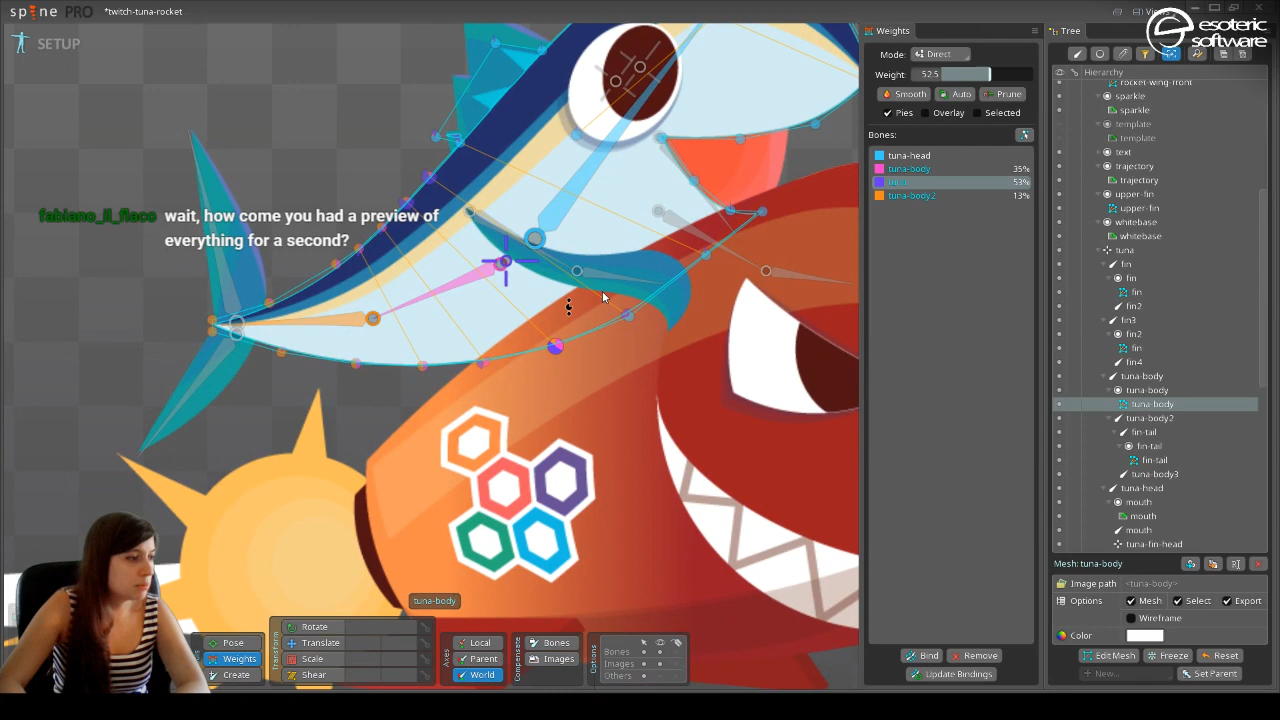 spine PRO *twitch-tuna-rocket
Views
SETUP
esoteric
software
fabiano_il_fiaco wait, how come you had a preview of
everything for a second?
Weights
Mode: Direct
Weight: 52.5
Smooth Auto Prune
Pies Overlay Selected
Bones:
tuna-head
tuna-body 35%
tuna 53%
tuna-body2 13%
Bind Remove
Update Bindings
Tree
Hierarchy
rocket-wing-front
sparkle
sparkle
template
template
text
trajectory
trajectory
upper-fin
upper-fin
whitebase
whitebase
tuna
fin
fin
fin
fin2
fin3
fin2
fin
fin4
tuna-body
tuna-body
tuna-body
tuna-body2
fin-tail
fin-tail
fin-tail
tuna-body3
tuna-head
mouth
mouth
mouth
tuna-fin-head
Mesh: tuna-body
Image path <tuna-body>
Options Mesh Select Export
Wireframe
Color
Edit Mesh Freeze Reset
+ New... Set Parent
tuna-body
Pose
Weights
Create
Transform
Rotate
Translate
Scale
Shear
Axes
Local
Parent
World
Compensate
Bones
Images
Options
Bones
Images
Others